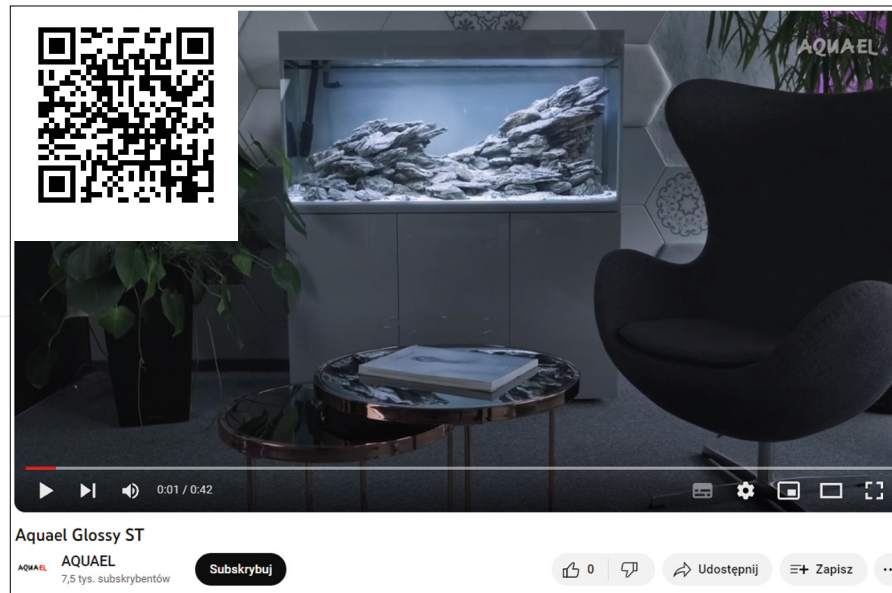 AQUAEL
0:01 / 0:42
Aquael Glossy ST
AQUAEL
AQUAEL
7,5 tys. subskrybentów
Subskrybuj
0
Udostępnij
Zapisz